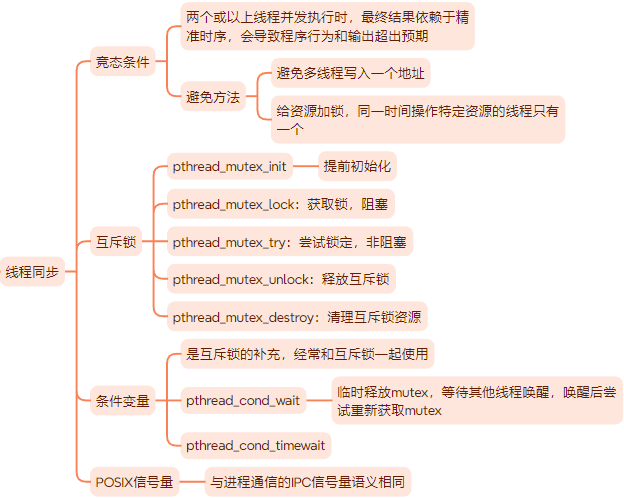 线程同步
竞态条件
两个或以上线程并发执行时，最终结果依赖于精
准时序，会导致程序行为和输出超出预期
避免方法
避免多线程写入一个地址
给资源加锁，同一时间操作特定资源的线程只有
一个
互斥锁
pthread_mutex_init
提前初始化
pthread_mutex_lock：获取锁，阻塞
pthread_mutex_try：尝试锁定，非阻塞
pthread_mutex_unlock：释放互斥锁
pthread_mutex_destroy：清理互斥锁资源
条件变量
是互斥锁的补充，经常和互斥锁一起使用
pthread_cond_wait
临时释放mutex，等待其他线程唤醒，唤醒后尝
试重新获取mutex
pthread_cond_timewait
POSIX信号量
与进程通信的IPC信号量语义相同